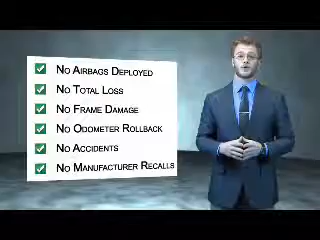 No Airbags Deployed
No Total Loss
No Frame Damage
No Odometer Rollback
No Accidents
No Manufacturer Recalls